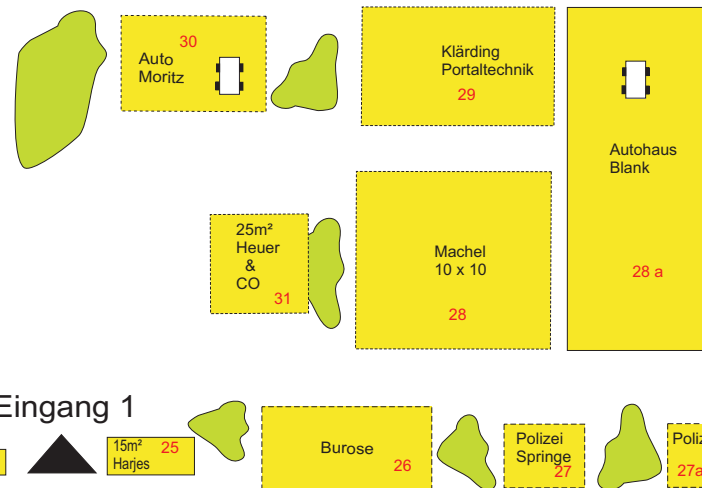 30
Auto
Moritz
Klärding
Portaltechnik
29
Autohaus
Blank
28 a
25m²
Heuer
&
CO
31
Machel
10 x 10
28
Eingang 1
15m² 25
Harjes
Burose
26
Polizei
Springe
27
27a